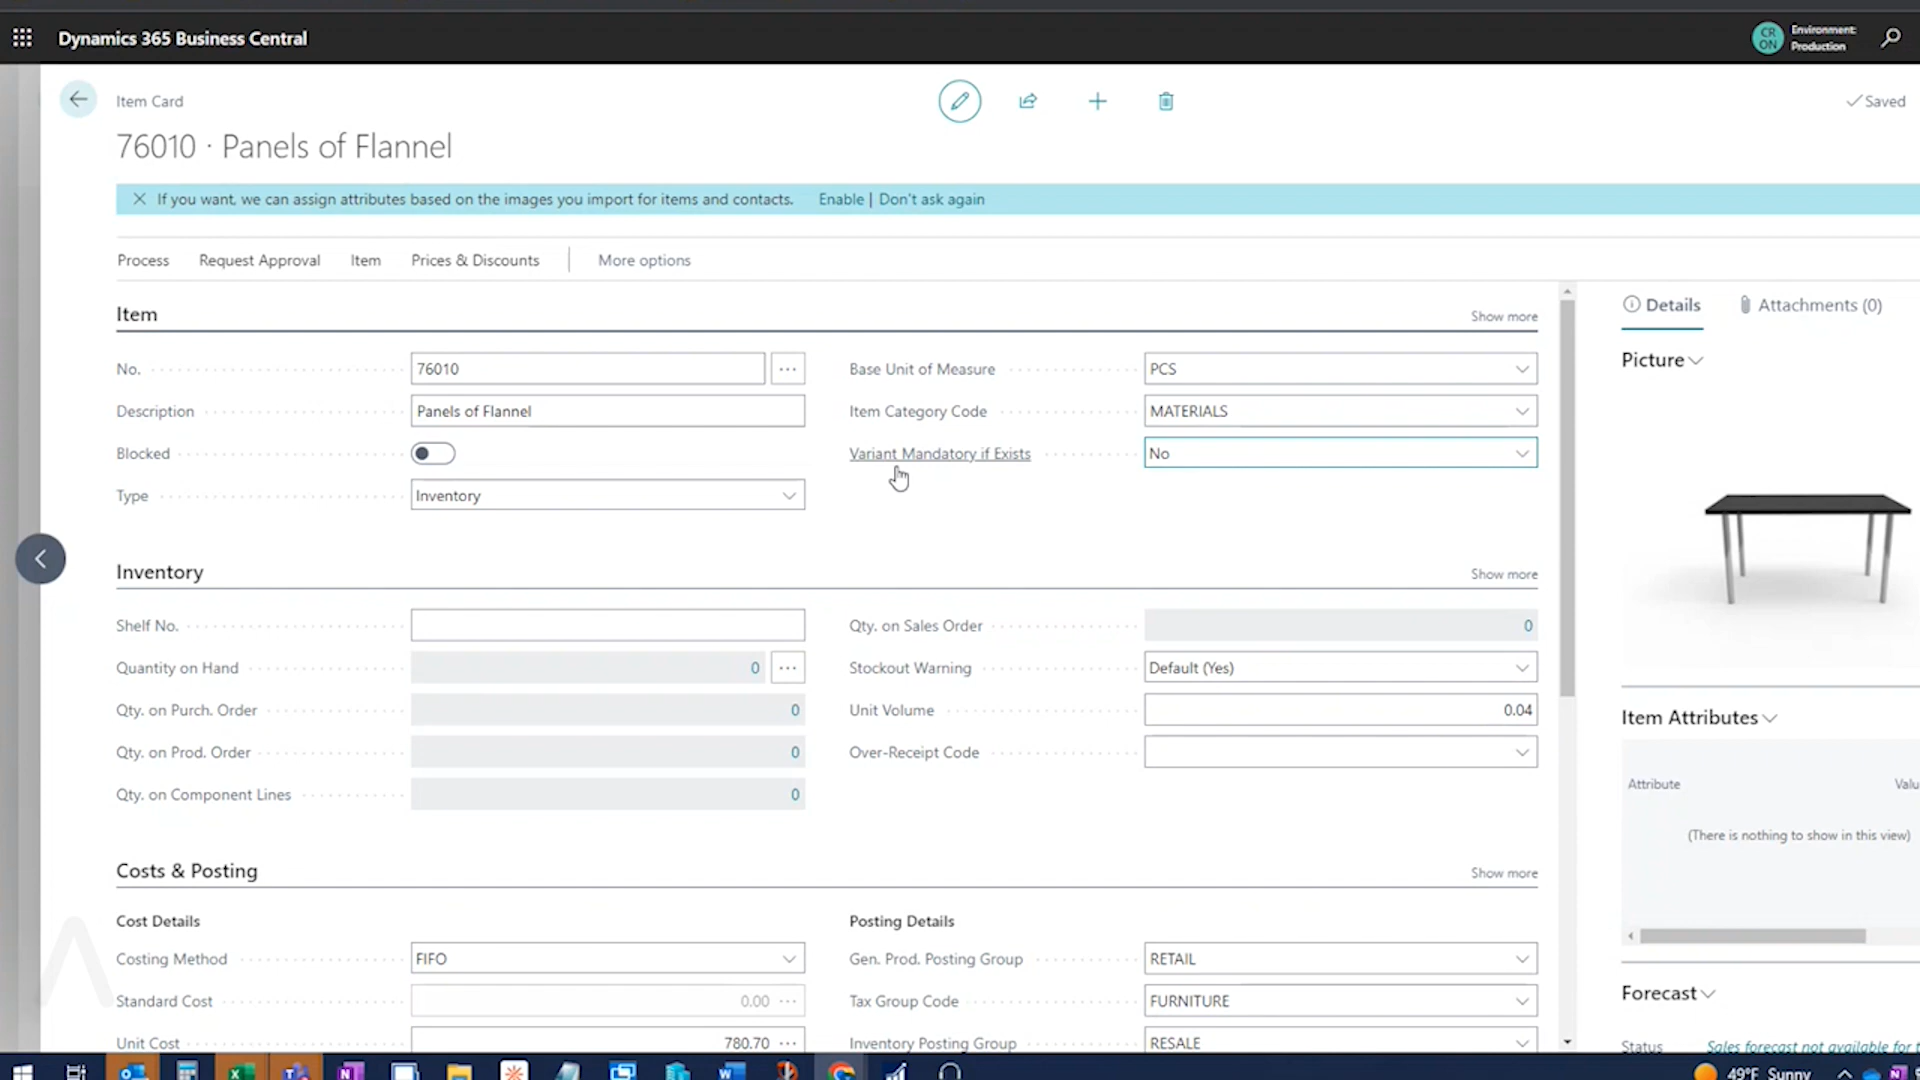 Dynamics 365 Business Central
CR
ON
Environment:
Production
Item Card
Saved
76010 · Panels of Flannel
If you want, we can assign attributes based on the images you import for items and contacts. Enable | Don't ask again
Process Request Approval Item Prices & Discounts More options
Item
Show more
No. 76010
Description Panels of Flannel
Blocked
Type Inventory
Base Unit of Measure PCS
Item Category Code MATERIALS
Variant Mandatory if Exists No
Inventory
Show more
Shelf No.
Quantity on Hand 0
Qty. on Purch. Order 0
Qty. on Prod. Order 0
Qty. on Component Lines 0
Qty. on Sales Order 0
Stockout Warning Default (Yes)
Unit Volume 0.04
Over-Receipt Code
Costs & Posting
Show more
Cost Details
Costing Method FIFO
Standard Cost 0.00
Unit Cost 780.70
Posting Details
Gen. Prod. Posting Group RETAIL
Tax Group Code FURNITURE
Inventory Posting Group RESALE
Details Attachments (0)
Picture
Item Attributes
Attribute Valu
(There is nothing to show in this view)
Forecast
Status Sales forecast not available for t
49°F Sunny